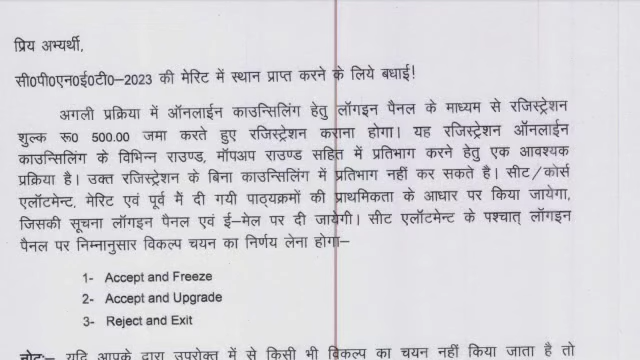 प्रिय अभ्यर्थी,
सी0पी0एन0ई0टी0–2023 की मेरिट में स्थान प्राप्त करने के लिये बधाई!
अगली प्रक्रिया में ऑनलाईन काउन्सिलिंग हेतु लॉगइन पैनल के माध्यम से रजिस्ट्रेशन
शुल्क रू0 500.00 जमा करते हुए रजिस्ट्रेशन कराना होगा। यह रजिस्ट्रेशन ऑनलाईन
काउन्सिलिंग के विभिन्न राउण्ड, मॉपअप राउण्ड सहित में प्रतिभाग करने हेतु एक आवश्यक
प्रक्रिया है। उक्त रजिस्ट्रेशन के बिना काउन्सिलिंग में प्रतिभाग नहीं कर सकते है। सीट/कोर्स
एलॉटमेन्ट, मेरिट एवं पूर्व में दी गयी पाठ्यक्रमों की प्राथमिकता के आधार पर किया जायेगा,
जिसकी सूचना लॉगइन पैनल एवं ई–मेल पर दी जायेगी। सीट एलॉटमेन्ट के पश्चात् लॉगइन
पैनल पर निम्नानुसार विकल्प चयन का निर्णय लेना होगा–
1- Accept and Freeze
2- Accept and Upgrade
3- Reject and Exit
नोटः– यदि आपके द्वारा उपरोक्त में से किसी भी विकल्प का चयन नहीं किया जाता है तो